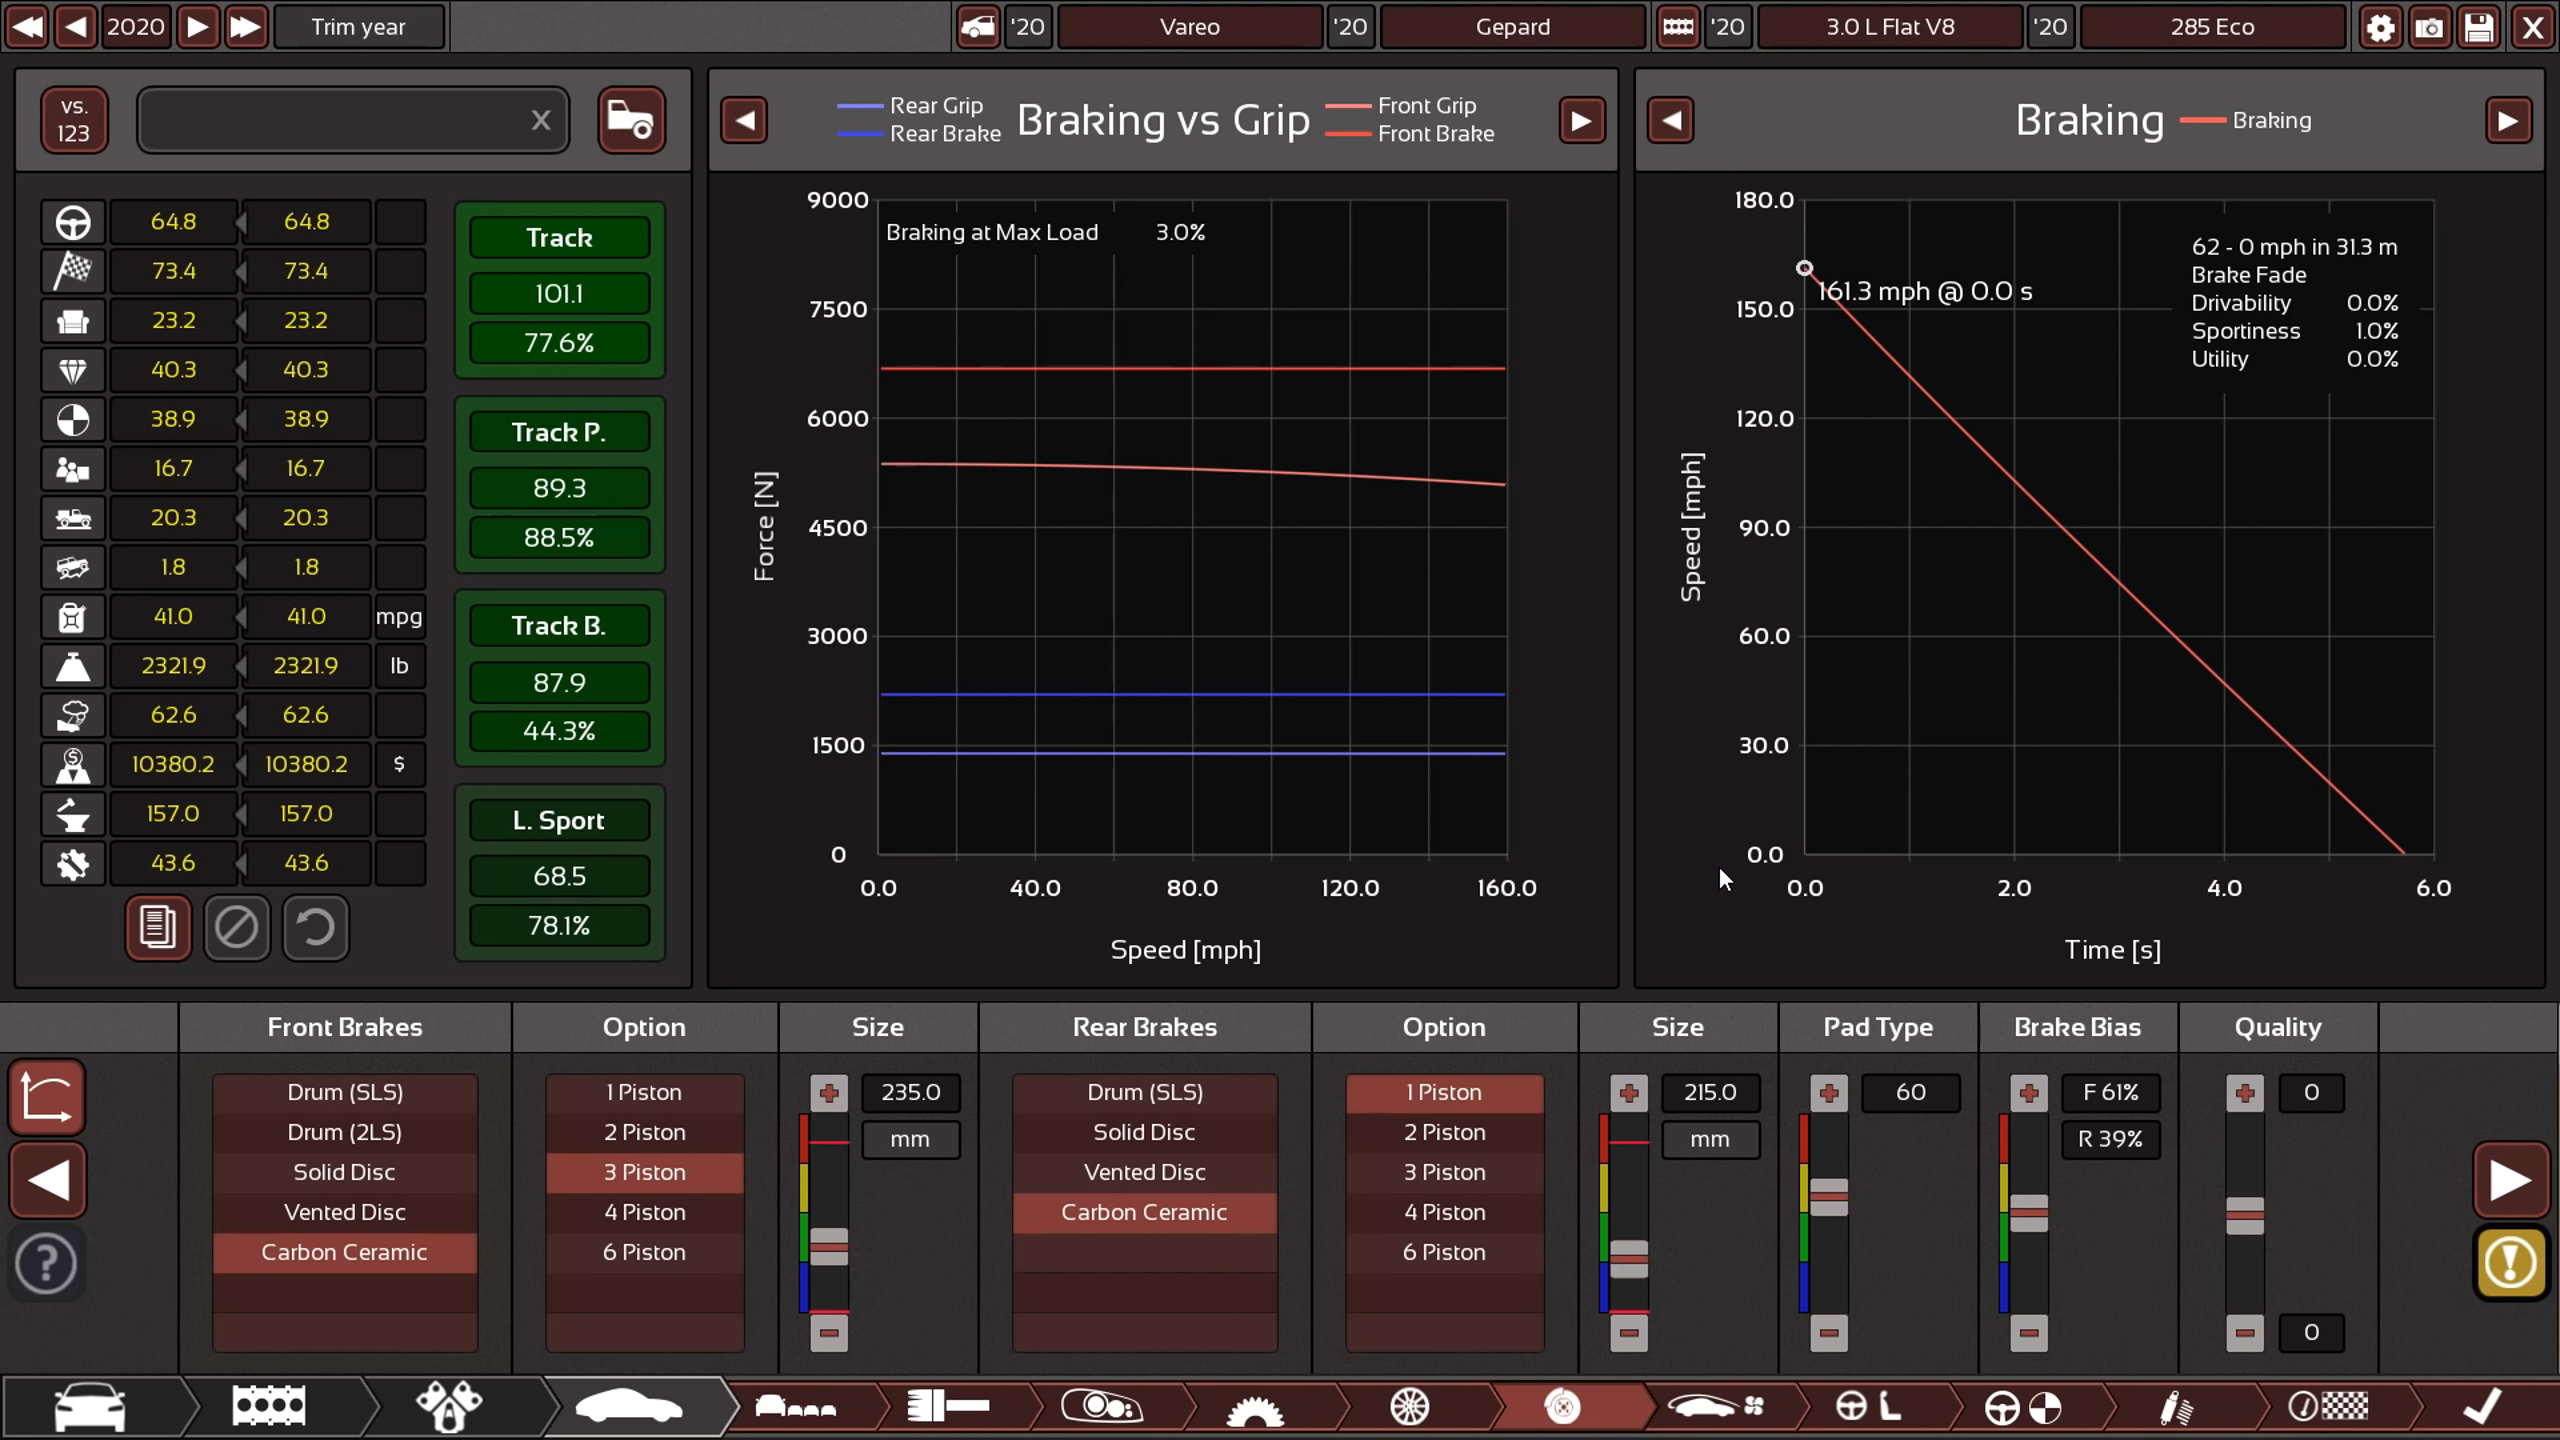 2020
Trim year
'20
Vareo
'20
Gepard
'20
3.0 L Flat V8
'20
285 Eco
X
vs.
123
x
64.8 64.8
73.4 73.4
23.2 23.2
40.3 40.3
38.9 38.9
16.7 16.7
20.3 20.3
1.8 1.8
41.0 41.0 mpg
2321.9 2321.9 lb
62.6 62.6
10380.2 10380.2 $
157.0 157.0
43.6 43.6
Track
101.1
77.6%
Track P.
89.3
88.5%
Track B.
87.9
44.3%
L. Sport
68.5
78.1%
Rear Grip
Rear Brake
Braking vs Grip
Front Grip
Front Brake
Braking at Max Load 3.0%
9000
7500
6000
4500
3000
1500
0
Force [N]
0.0 40.0 80.0 120.0 160.0
Speed [mph]
Braking
Braking
180.0
150.0
120.0
90.0
60.0
30.0
0.0
Speed [mph]
161.3 mph @ 0.0 s
62 - 0 mph in 31.3 m
Brake Fade
Drivability 0.0%
Sportiness 1.0%
Utility 0.0%
0.0 2.0 4.0 6.0
Time [s]
Front Brakes
Drum (SLS)
Drum (2LS)
Solid Disc
Vented Disc
Carbon Ceramic
Option
1 Piston
2 Piston
3 Piston
4 Piston
6 Piston
Size
235.0
mm
Rear Brakes
Drum (SLS)
Solid Disc
Vented Disc
Carbon Ceramic
Option
1 Piston
2 Piston
3 Piston
4 Piston
6 Piston
Size
215.0
mm
Pad Type
60
Brake Bias
F 61%
R 39%
Quality
0
0
?
!